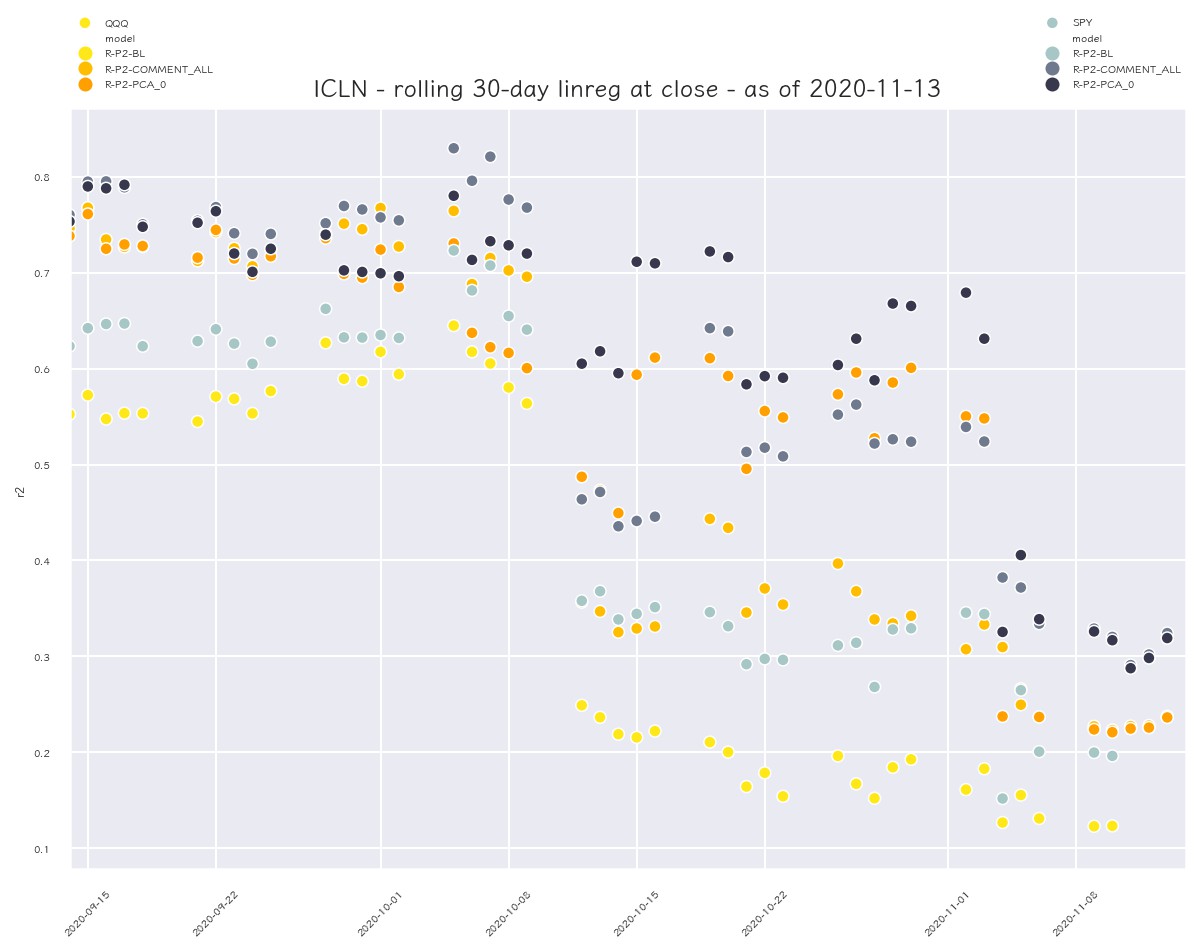 QQQ
model
R-P2-BL
R-P2-COMMENT_ALL
R-P2-PCA_0
SPY
model
R-P2-BL
R-P2-COMMENT_ALL
R-P2-PCA_0
ICLN - rolling 30-day linreg at close - as of 2020-11-13
0.8
0.7
0.6
0.5
0.4
0.3
0.2
0.1
r2
2020-09-15
2020-09-22
2020-10-01
2020-10-08
2020-10-15
2020-10-22
2020-11-01
2020-11-08